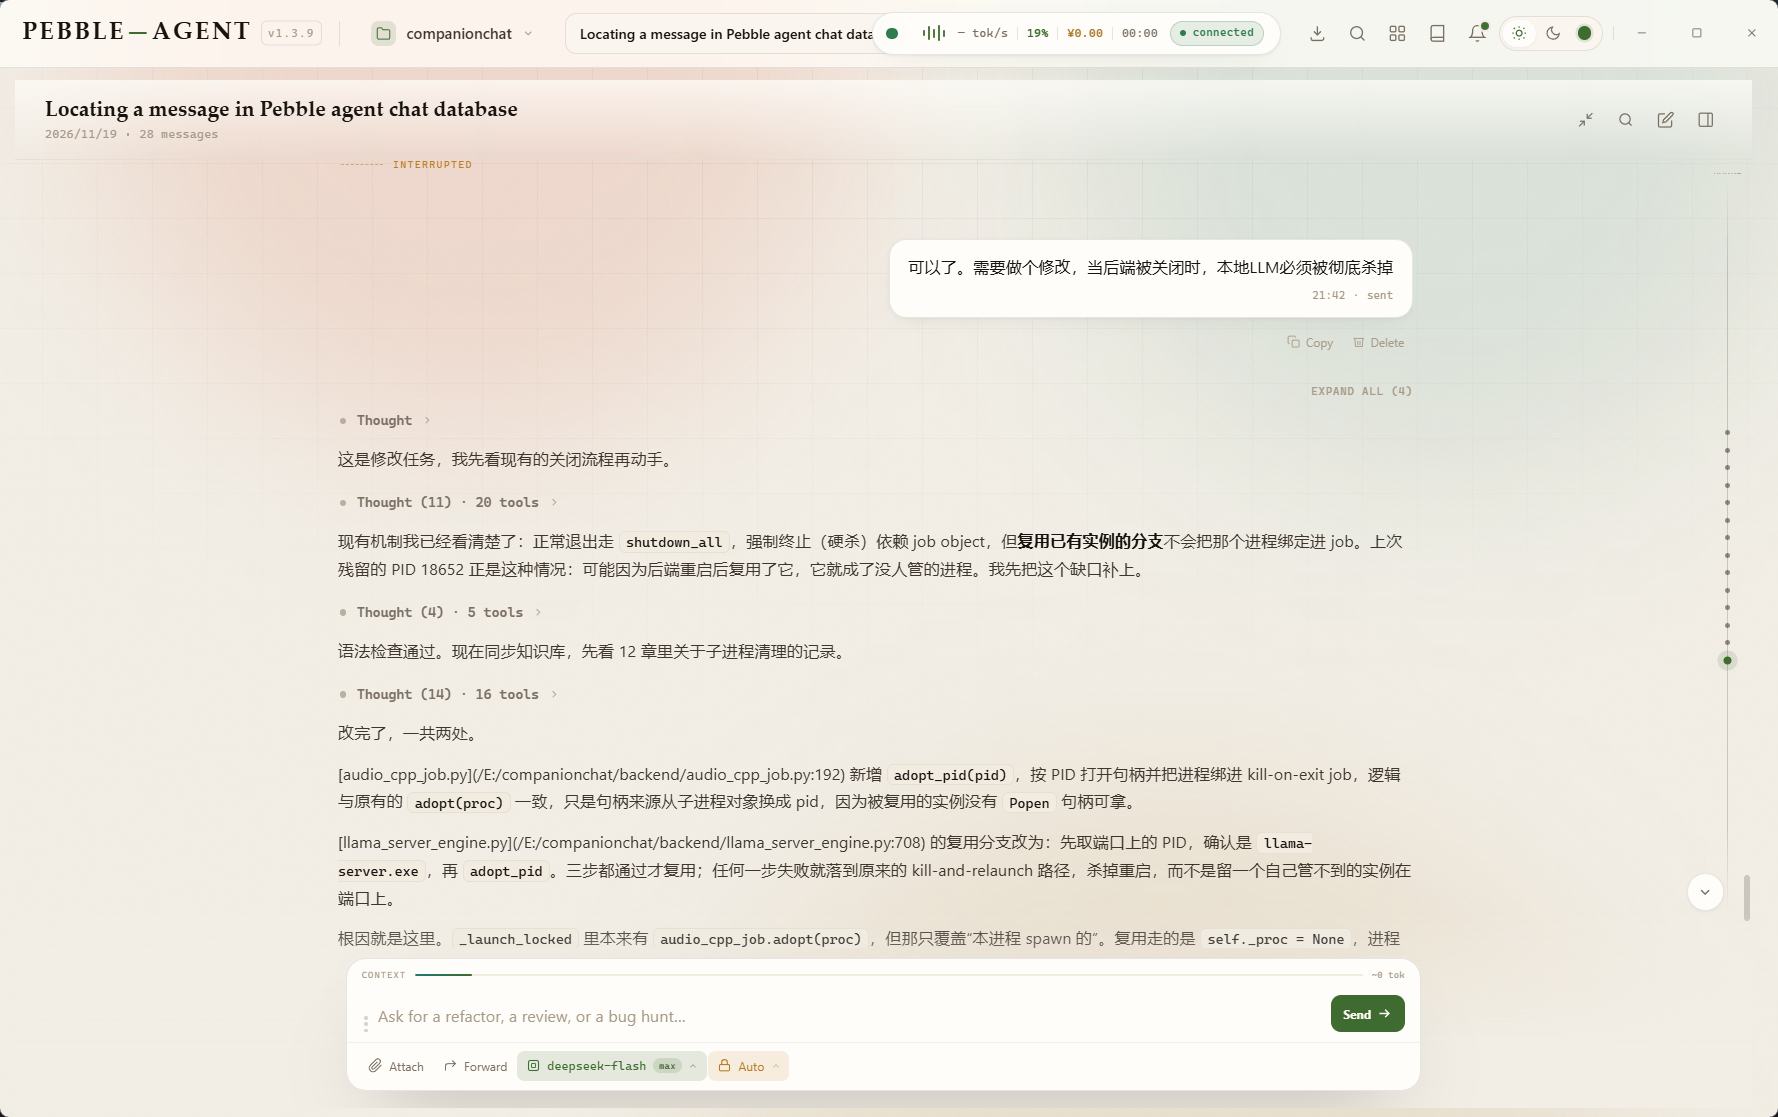 PEBBLE—AGENT v1.3.9 companionchat Locating a message in Pebble agent chat data — tok/s 19% ¥0.00 00:00 connected
Locating a message in Pebble agent chat database
2026/11/19 · 28 messages
INTERRUPTED
可以了。需要做个修改，当后端被关闭时，本地LLM必须被彻底杀掉
21:42 · sent
Copy Delete
EXPAND ALL (4)
Thought
这是修改任务，我先看现有的关闭流程再动手。
Thought (11) · 20 tools
现有机制我已经看清楚了：正常退出走 shutdown_all，强制终止（硬杀）依赖 job object，但复用已有实例的分支不会把那个进程绑定进 job。上次
残留的 PID 18652 正是这种情况：可能因为后端重启后复用了它，它就成了没人管的进程。我先把这个缺口补上。
Thought (4) · 5 tools
语法检查通过。现在同步知识库，先看 12 章里关于子进程清理的记录。
Thought (14) · 16 tools
改完了，一共两处。
[audio_cpp_job.py](/E:/companionchat/backend/audio_cpp_job.py:192) 新增 adopt_pid(pid)，按 PID 打开句柄并把进程绑进 kill-on-exit job，逻辑
与原有的 adopt(proc) 一致，只是句柄来源从子进程对象换成 pid，因为被复用的实例没有 Popen 句柄可拿。
[llama_server_engine.py](/E:/companionchat/backend/llama_server_engine.py:708) 的复用分支改为：先取端口上的 PID，确认是 llama-
server.exe，再 adopt_pid。三步都通过才复用；任何一步失败就落到原来的 kill-and-relaunch 路径，杀掉重启，而不是留一个自己管不到的实例在
端口上。
根因就是这里。_launch_locked 里本来有 audio_cpp_job.adopt(proc)，但那只覆盖“本进程 spawn 的”。复用走的是 self._proc = None，进程
CONTEXT ~0 tok
Ask for a refactor, a review, or a bug hunt...
Send
Attach Forward deepseek-flash max Auto